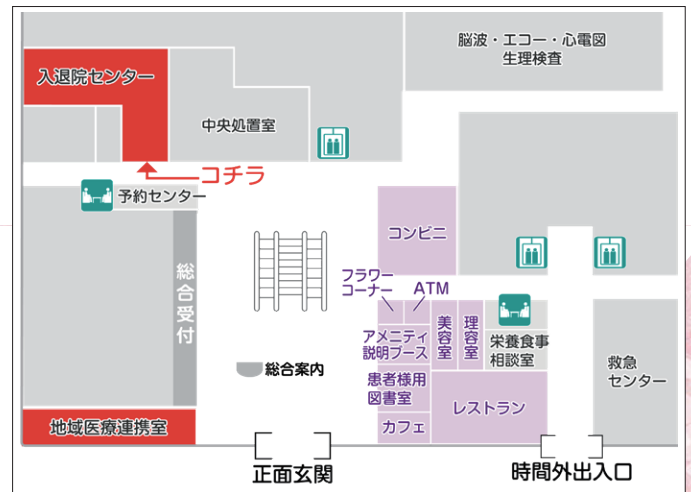 脳波・エコー・心電図
生理検査
入退院センター
中央処置室
コチラ
予約センター
コンビニ
総合受付
フラワー
コーナー
ATM
アメニティ
説明ブース
美容室
理容室
栄養食事
相談室
総合案内
患者様用
図書室
救急
センター
レストラン
地域医療連携室
カフェ
正面玄関
時間外出入口